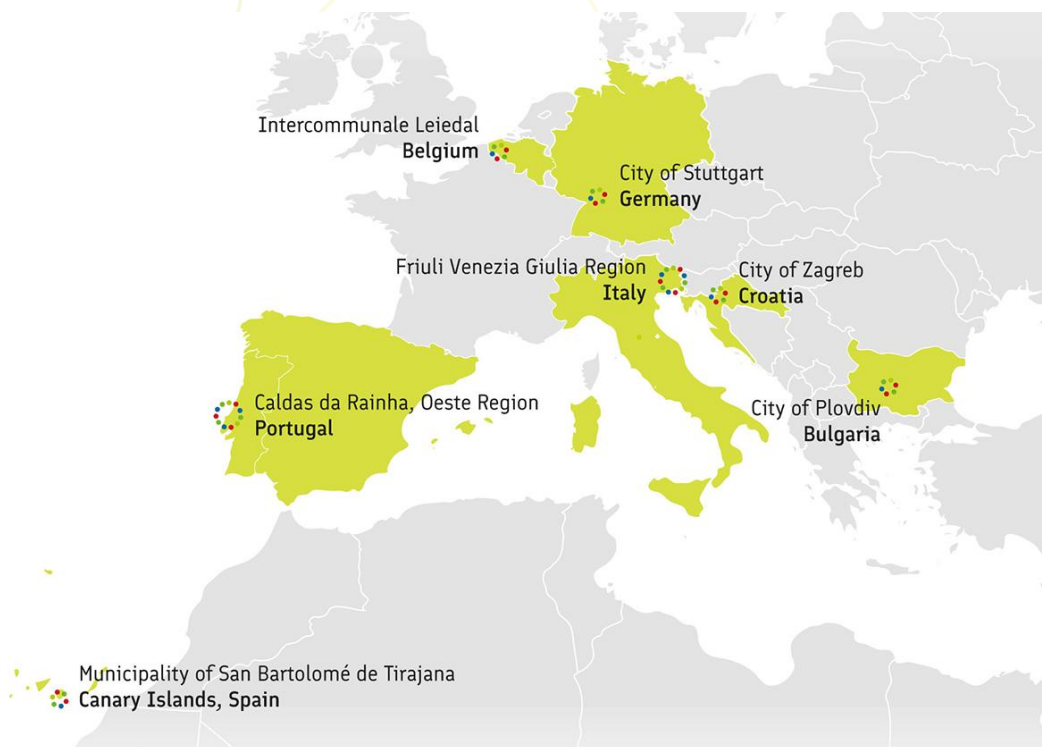 Intercommunale Leiedal
Belgium
City of Stuttgart
Germany
Friuli Venezia Giulia Region
Italy
City of Zagreb
Croatia
Caldas da Rainha, Oeste Region
Portugal
City of Plovdiv
Bulgaria
Municipality of San Bartolomé de Tirajana
Canary Islands, Spain